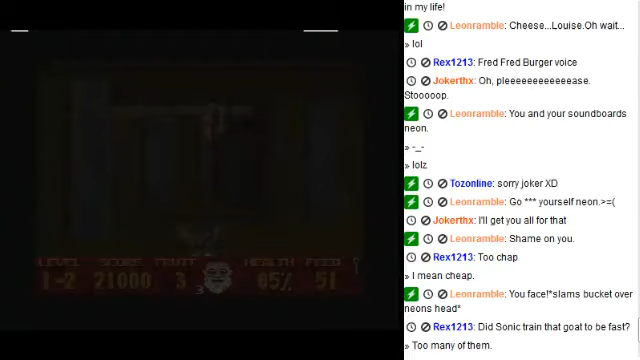 in my life!
Leonramble: Cheese...Louise.Oh wait...
» lol
Rex1213: Fred Fred Burger voice
Jokerthx: Oh, pleeeeeeeeeeease.
Stooooop.
Leonramble: You and your soundboards
neon.
» -_-
» lolz
Tozonline: sorry joker XD
Leonramble: Go *** yourself neon.>=(
Jokerthx: I'll get you all for that
Leonramble: Shame on you.
Rex1213: Too chap
» I mean cheap.
Leonramble: You face!*slams bucket over
neons head*
Rex1213: Did Sonic train that goat to be fast?
» Too many of them.
LEVEL SCORE FRUIT HEALTH FEED
1-2 21000 3 3 85% 51